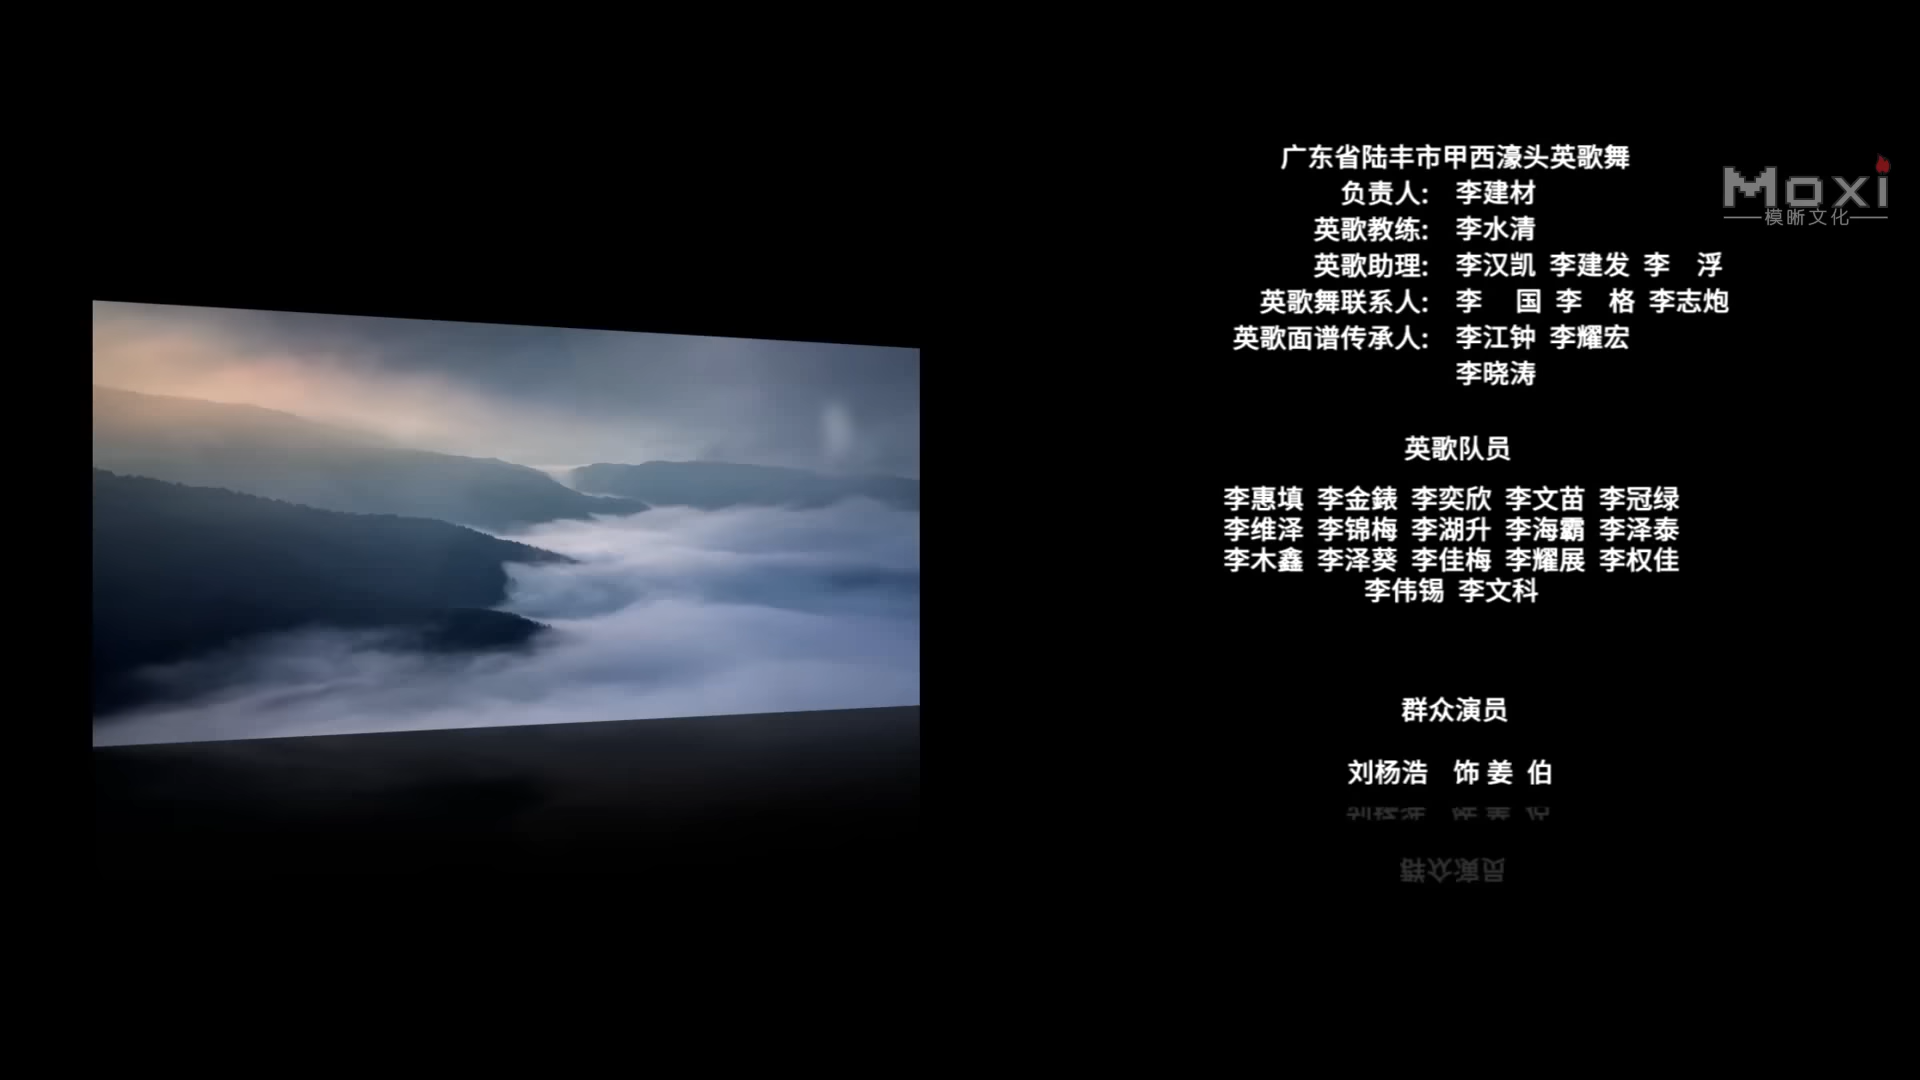 广东省陆丰市甲西濠头英歌舞
负责人: 李建材
英歌教练: 李水清
英歌助理: 李汉凯 李建发 李 浮
英歌舞联系人: 李 国 李 格 李志炮
英歌面谱传承人: 李江钟 李耀宏
李晓涛
英歌队员
李惠填 李金錶 李奕欣 李文苗 李冠绿
李维泽 李锦梅 李湖升 李海霸 李泽泰
李木鑫 李泽葵 李佳梅 李耀展 李权佳
李伟锡 李文科
群众演员
刘杨浩 饰 姜 伯
Moxi
模晰文化